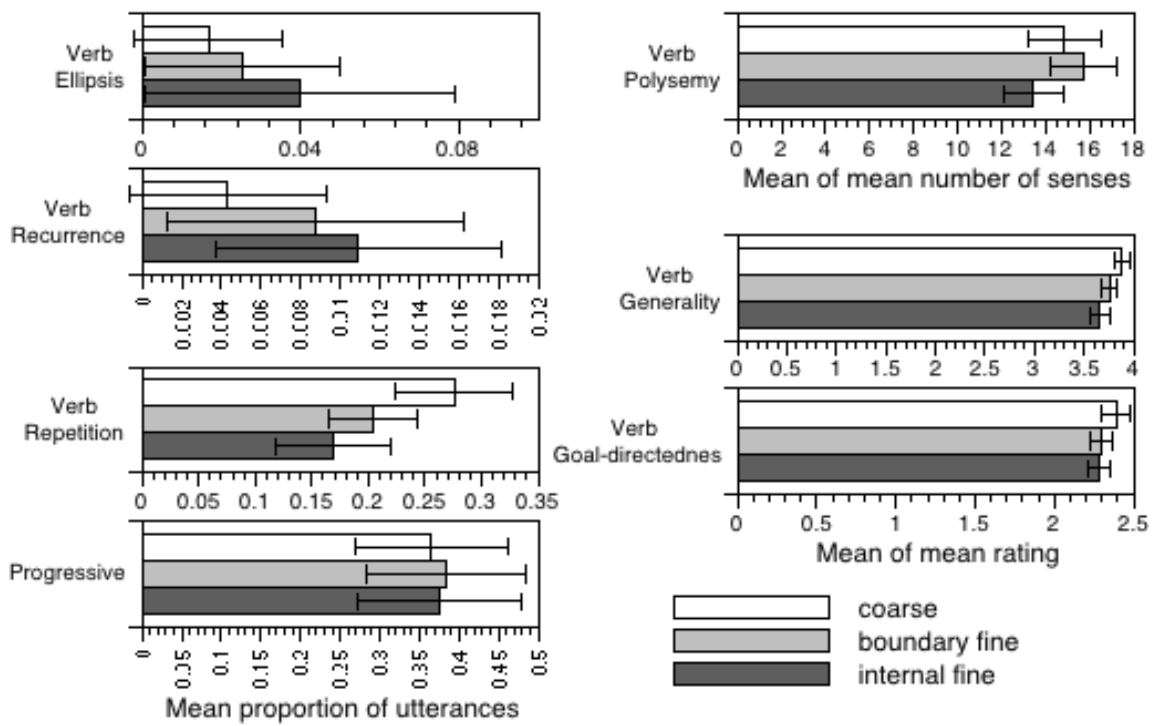 Verb
Ellipsis
0 0.04 0.08
Verb
Recurrence
0 0.002 0.004 0.006 0.008 0.01 0.012 0.014 0.016 0.018 0.02
Verb
Repetition
0 0.05 0.1 0.15 0.2 0.25 0.3 0.35
Progressive
0 0.05 0.1 0.15 0.2 0.25 0.3 0.35 0.4 0.45 0.5
Mean proportion of utterances
Verb
Polysemy
0 2 4 6 8 10 12 14 16 18
Mean of mean number of senses
Verb
Generality
0 0.5 1 1.5 2 2.5 3 3.5 4
Verb
Goal-directednes
0 0.5 1 1.5 2 2.5
Mean of mean rating
coarse
boundary fine
internal fine